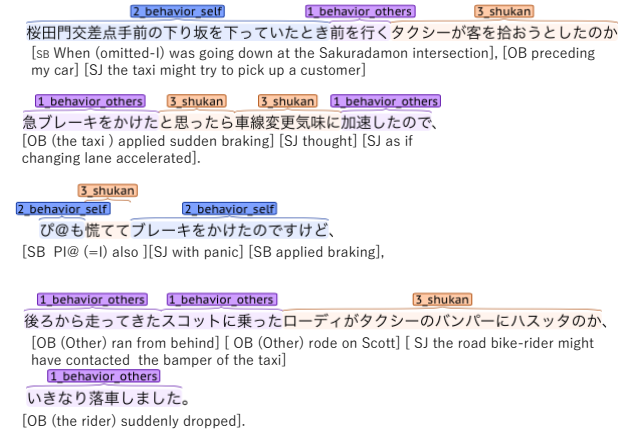 2_behavior_self 1_behavior_others 3_shukan
桜田門交差点手前の下り坂を下っていたとき前を行くタクシーが客を拾おうとしたのか
[SB When (omitted-I) was going down at the Sakuradamon intersection], [OB preceding
my car] [SJ the taxi might try to pick up a customer]
1_behavior_others 3_shukan 3_shukan 1_behavior_others
急ブレーキをかけたと思ったら車線変更気味に加速したので、
[OB (the taxi ) applied sudden braking] [SJ thought] [SJ as if
changing lane accelerated].
3_shukan
2_behavior_self 2_behavior_self
ぴ@も慌ててブレーキをかけたのですけど、
[SB PI@ (=I) also ][SJ with panic] [SB applied braking],
1_behavior_others 1_behavior_others 3_shukan
後ろから走ってきたスコットに乗ったローディがタクシーのバンパーにハスッタのか、
[OB (Other) ran from behind] [ OB (Other) rode on Scott] [ SJ the road bike-rider might
have contacted the bamper of the taxi]
1_behavior_others
いきなり落車しました。
[OB (the rider) suddenly dropped].